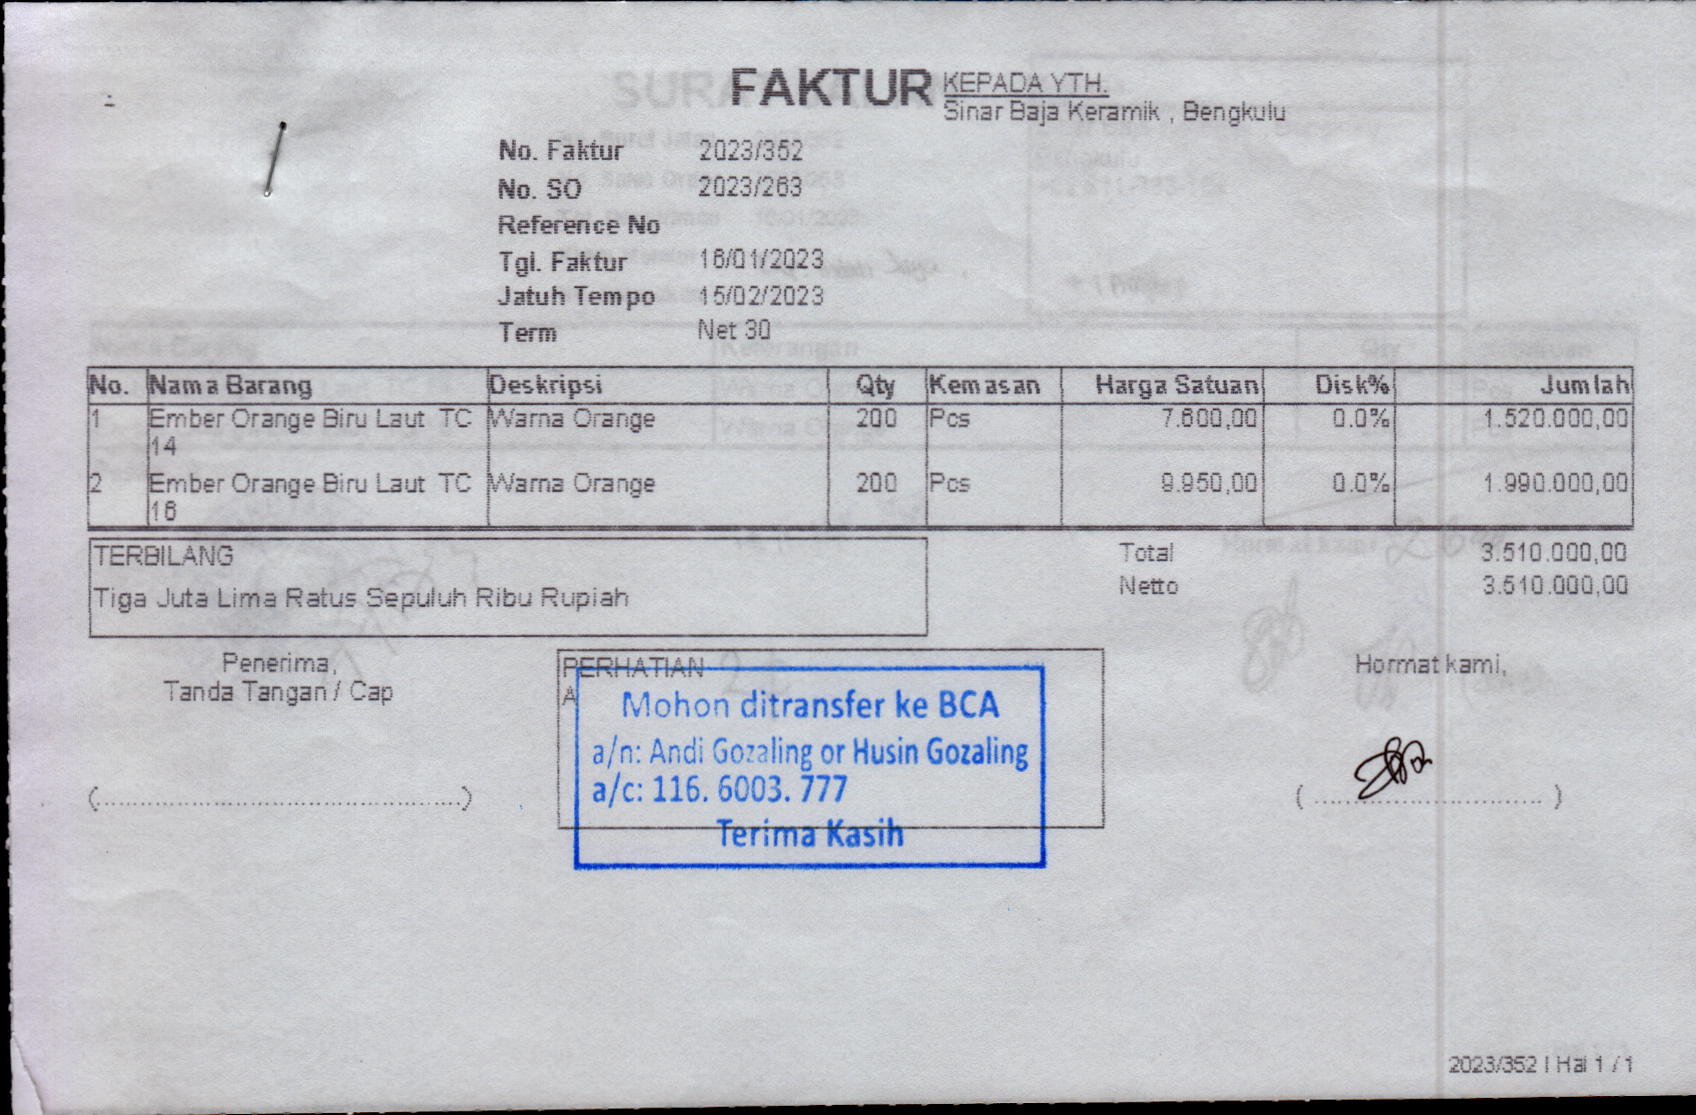 FAKTUR
KEPADA YTH.
Sinar Baja Keramik , Bengkulu
No. Faktur 2023/352
No. SO 2023/263
Reference No
Tgl. Faktur 16/01/2023
Jatuh Tempo 15/02/2023
Term Net 30
No. Nama Barang Deskripsi Qty Kemasan Harga Satuan Disk% Jumlah
1 Ember Orange Biru Laut TC Warna Orange 200 Pcs 7.600,00 0.0% 1.520.000,00
14
2 Ember Orange Biru Laut TC Warna Orange 200 Pcs 9.950,00 0.0% 1.990.000,00
16
TERBILANG
Tiga Juta Lima Ratus Sepuluh Ribu Rupiah
Total 3.510.000,00
Netto 3.510.000,00
Penerima,
Tanda Tangan / Cap
(................................................)
PERHATIAN
A
Mohon ditransfer ke BCA
a/n: Andi Gozaling or Husin Gozaling
a/c: 116. 6003. 777
Terima Kasih
Hormat kami,
( .............................. )
2023/352 | Hal 1 / 1